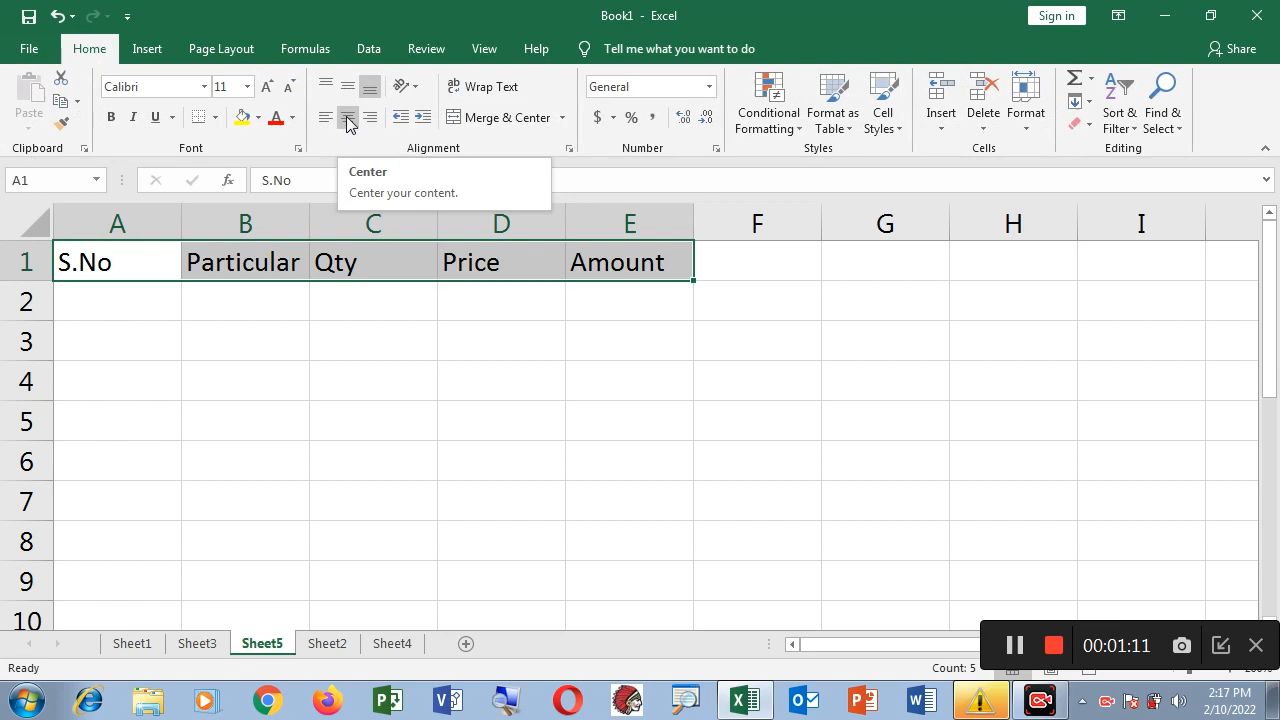 Book1 - Excel
Sign in
File Home Insert Page Layout Formulas Data Review View Help Tell me what you want to do Share
Paste
Calibri 11
B I U
Wrap Text
Merge & Center
General
$ % ,
Conditional Formatting
Format as Table
Cell Styles
Insert Delete Format
Sort & Filter
Find & Select
Clipboard Font Alignment Number Styles Cells Editing
A1 fx S.No
Center
Center your content.
A B C D E F G H I
1 S.No Particular Qty Price Amount
2
3
4
5
6
7
8
9
10
Sheet1 Sheet3 Sheet5 Sheet2 Sheet4
00:01:11
Ready Count: 5
2:17 PM
2/10/2022